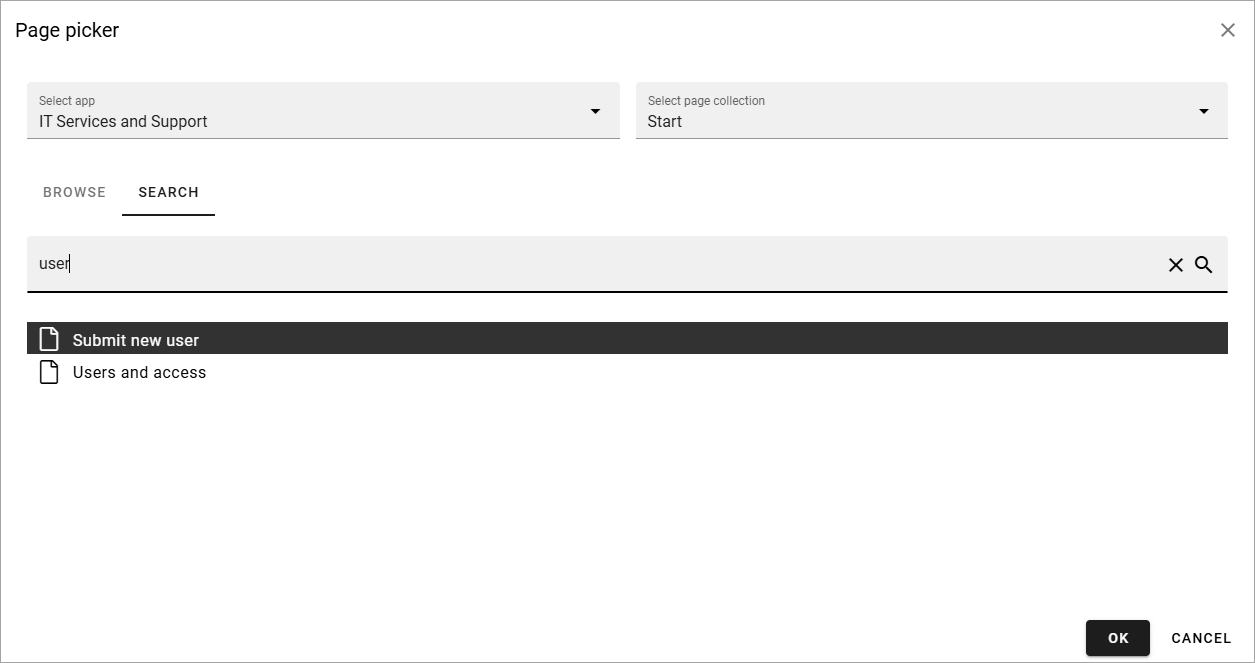 Page picker
Select app
IT Services and Support
Select page collection
Start
BROWSE
SEARCH
user
Submit new user
Users and access
OK
CANCEL